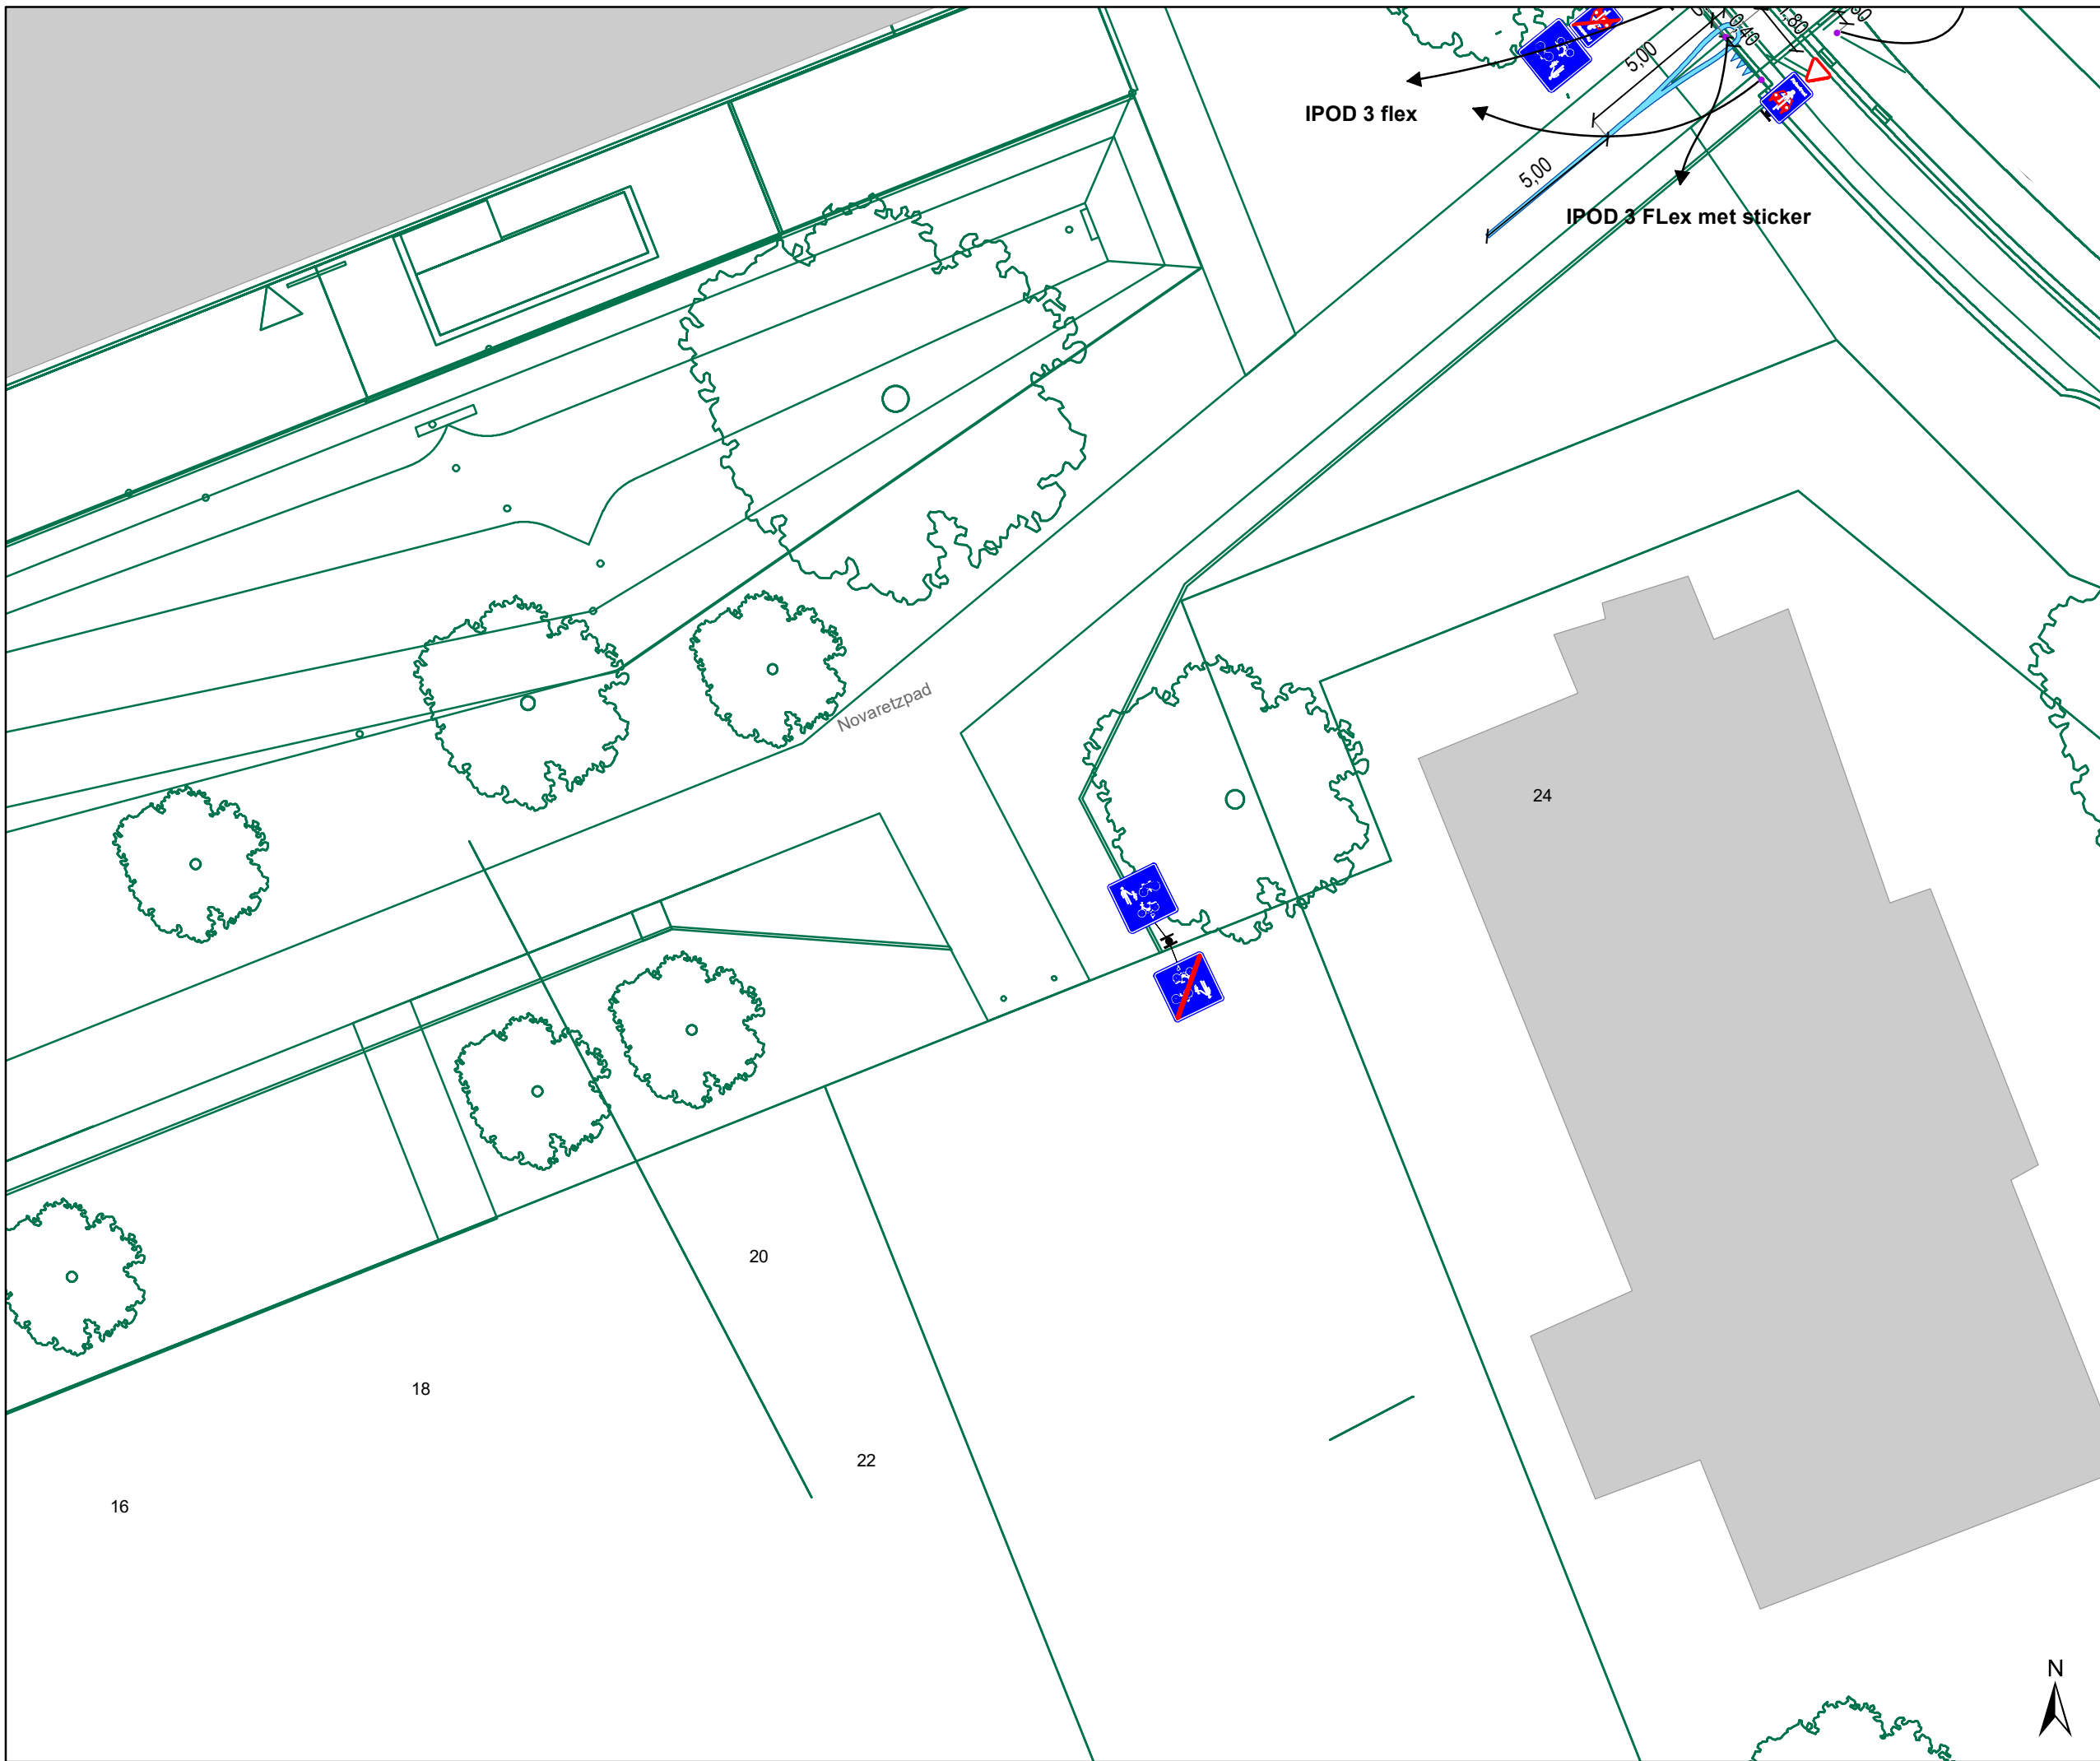 5,00
IPOD 3 flex
5,00
IPOD 3 FLex met sticker
Novaretzpad
24
20
18
22
16
N